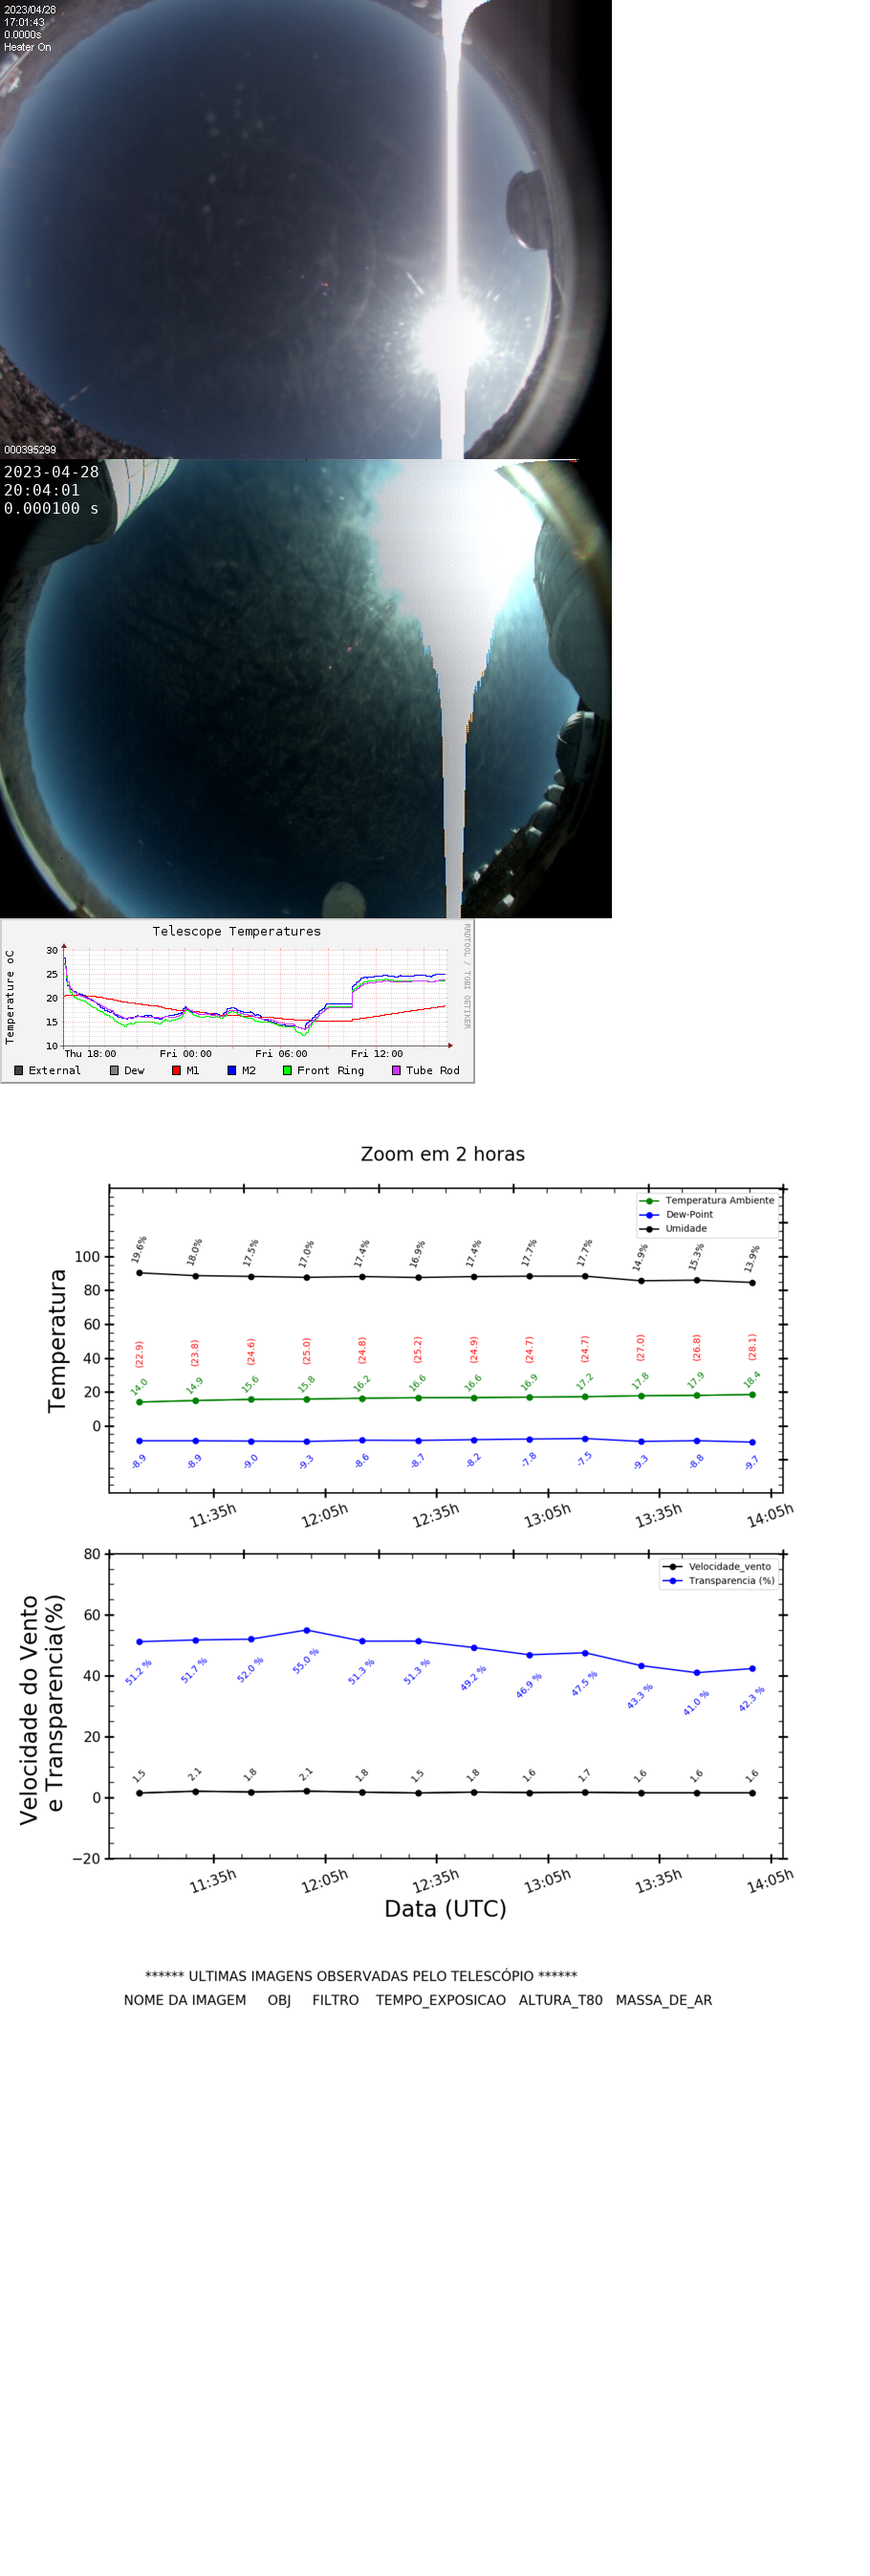 2023/04/28
17:01:43
0.0000s
Heater On
000395299
2023-04-28
20:04:01
0.000100 s
Telescope Temperatures
RRDTOOL / TOBI OETIKER
Temperature oC
30
25
20
15
10
Thu 18:00 Fri 00:00 Fri 06:00 Fri 12:00
External Dew M1 M2 Front Ring Tube Rod
Zoom em 2 horas
Temperatura Ambiente
Dew-Point
Umidade
Temperatura
100
80
60
40
20
0
19.6% 18.0% 17.5% 17.0% 17.4% 16.9% 17.4% 17.7% 17.7% 14.9% 15.3% 13.9%
(22.9) (23.8) (24.6) (25.0) (24.8) (25.2) (24.9) (24.7) (24.7) (27.0) (26.8) (28.1)
14.0 14.9 15.6 15.8 16.2 16.6 16.6 16.9 17.2 17.8 17.9 18.4
-8.9 -8.9 -9.0 -9.3 -8.6 -8.7 -8.2 -7.8 -7.5 -9.3 -8.8 -9.7
11:35h 12:05h 12:35h 13:05h 13:35h 14:05h
Velocidade_vento
Transparencia (%)
Velocidade do Vento
e Transparencia(%)
80
60
40
20
0
−20
51.2 % 51.7 % 52.0 % 55.0 % 51.3 % 51.3 % 49.2 % 46.9 % 47.5 % 43.3 % 41.0 % 42.3 %
1.5 2.1 1.8 2.1 1.8 1.5 1.8 1.6 1.7 1.6 1.6 1.6
11:35h 12:05h 12:35h 13:05h 13:35h 14:05h
Data (UTC)
****** ULTIMAS IMAGENS OBSERVADAS PELO TELESCÓPIO ******
NOME DA IMAGEM OBJ FILTRO TEMPO_EXPOSICAO ALTURA_T80 MASSA_DE_AR